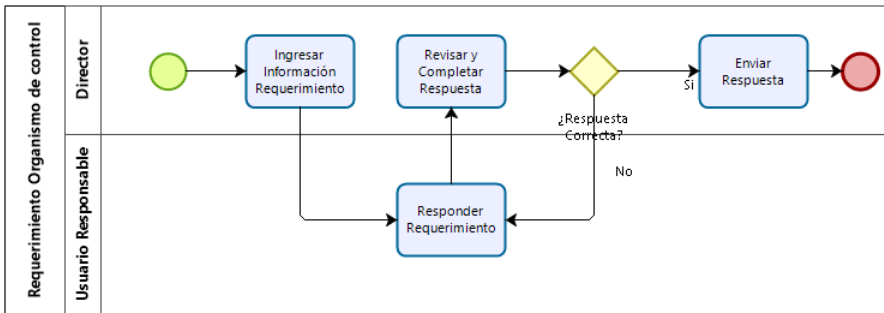 Requerimiento Organismo de control
Director
Usuario Responsable
Ingresar
Información
Requerimiento
Revisar y
Completar
Respuesta
¿Respuesta
Correcta?
Si
Enviar
Respuesta
No
Responder
Requerimiento